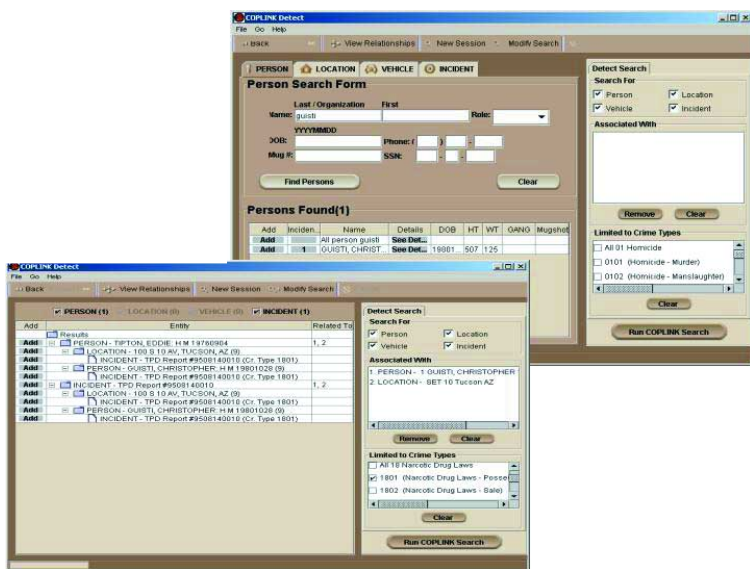 COPLINK Detect
File Go Help
Back View Relationships New Session Modify Search
PERSON LOCATION VEHICLE INCIDENT
Person Search Form
Last / Organization First
Name: guisti Role:
YYYYMMDD
DOB: Phone: ( ) -
Mug #: SSN: - -
Find Persons Clear
Persons Found(1)
Add Inciden... Name Details DOB HT WT GANG Mugshot
Add All person guisti See Det...
Add 1 GUISTI, CHRIST... See Det... 19801... 507 125
Detect Search
Search For
Person Location
Vehicle Incident
Associated With
Remove Clear
Limited to Crime Types
All 01 Homicide
0101 (Homicide - Murder)
0102 (Homicide - Manslaughter)
Clear
Run COPLINK Search
COPLINK Detect
File Go Help
Back View Relationships New Session Modify Search
PERSON (1) LOCATION (0) VEHICLE (0) INCIDENT (1)
Add Entity Related To
Results
Add PERSON - TIPTON, EDDIE; H M 19760904 1, 2
Add LOCATION - 100 S 10 AV, TUCSON, AZ (9)
Add INCIDENT - TPD Report #9508140010 (Cr. Type 1801)
Add PERSON - GUISTI, CHRISTOPHER; H M 19801028 (9)
Add INCIDENT - TPD Report #9508140010 (Cr. Type 1801)
Add INCIDENT - TPD Report #9508140010 1, 2
Add LOCATION - 100 S 10 AV, TUCSON, AZ (9)
Add INCIDENT - TPD Report #9508140010 (Cr. Type 1801)
Add PERSON - GUISTI, CHRISTOPHER; H M 19801028 (9)
Add INCIDENT - TPD Report #9508140010 (Cr. Type 1801)
Detect Search
Search For
Person Location
Vehicle Incident
Associated With
1 PERSON - 1 GUISTI, CHRISTOPHER
2 LOCATION - SET 10 Tucson AZ
Remove Clear
Limited to Crime Types
All 18 Narcotic Drug Laws
1801 (Narcotic Drug Laws - Posse
1802 (Narcotic Drug Laws - Sale)
Clear
Run COPLINK Search